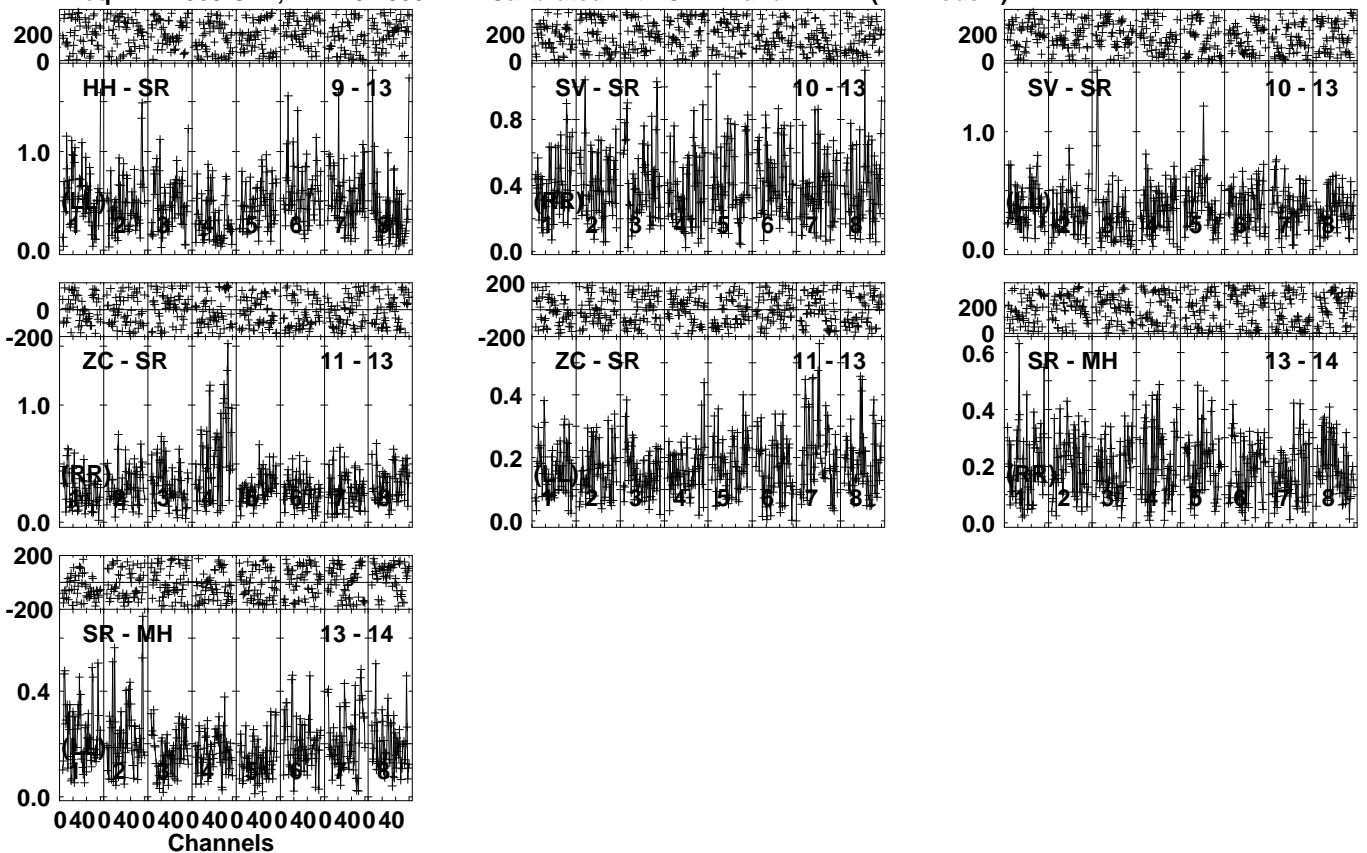 200
0
HH - SR 9 - 13
1.0
(LL)
1 2 3 4 5 6 7 8
0.0
200
0
SV - SR 10 - 13
0.8
0.4
(RR)
1 2 3 4 5 6 7 8
0.0
200
0
SV - SR 10 - 13
1.0
(LL)
1 2 3 4 5 6 7 8
0.0
0
-200
ZC - SR 11 - 13
1.0
(RR)
1 2 3 4 5 6 7 8
0.0
200
-200
ZC - SR 11 - 13
0.4
0.2
(LL)
1 2 3 4 5 6 7 8
0.0
200
0
SR - MH 13 - 14
0.6
0.4
0.2
(RR)
1 2 3 4 5 6 7 8
0.0
200
-200
SR - MH 13 - 14
0.4
(LL)
1 2 3 4 5 6 7 8
0.0
0 40 0 40 0 40 0 40 0 40 0 40 0 40 0 40
Channels